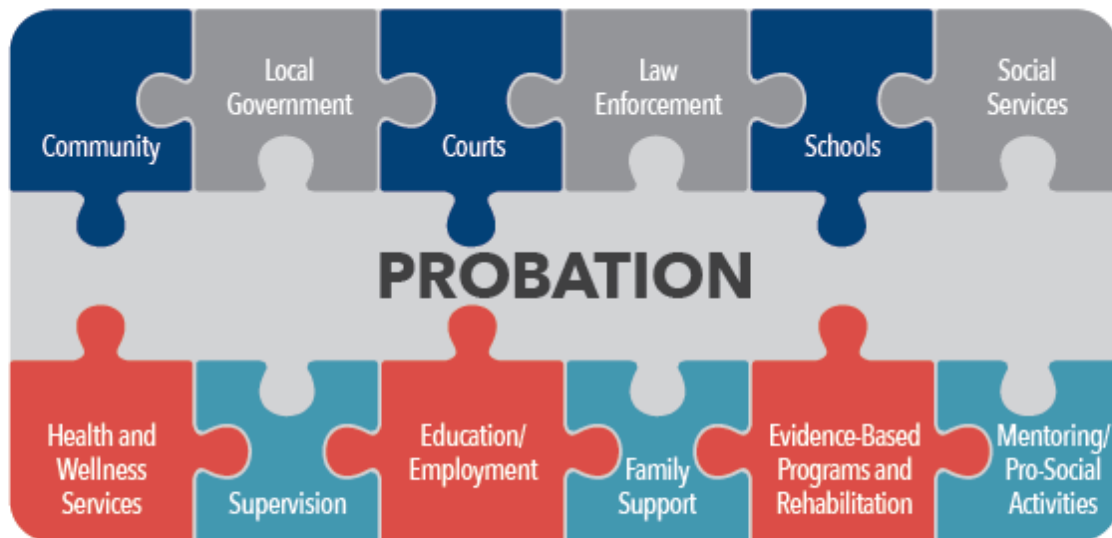 Community
Local
Government
Courts
Law
Enforcement
Schools
Social
Services
PROBATION
Health and
Wellness
Services
Supervision
Education/
Employment
Family
Support
Evidence-Based
Programs and
Rehabilitation
Mentoring/
Pro-Social
Activities